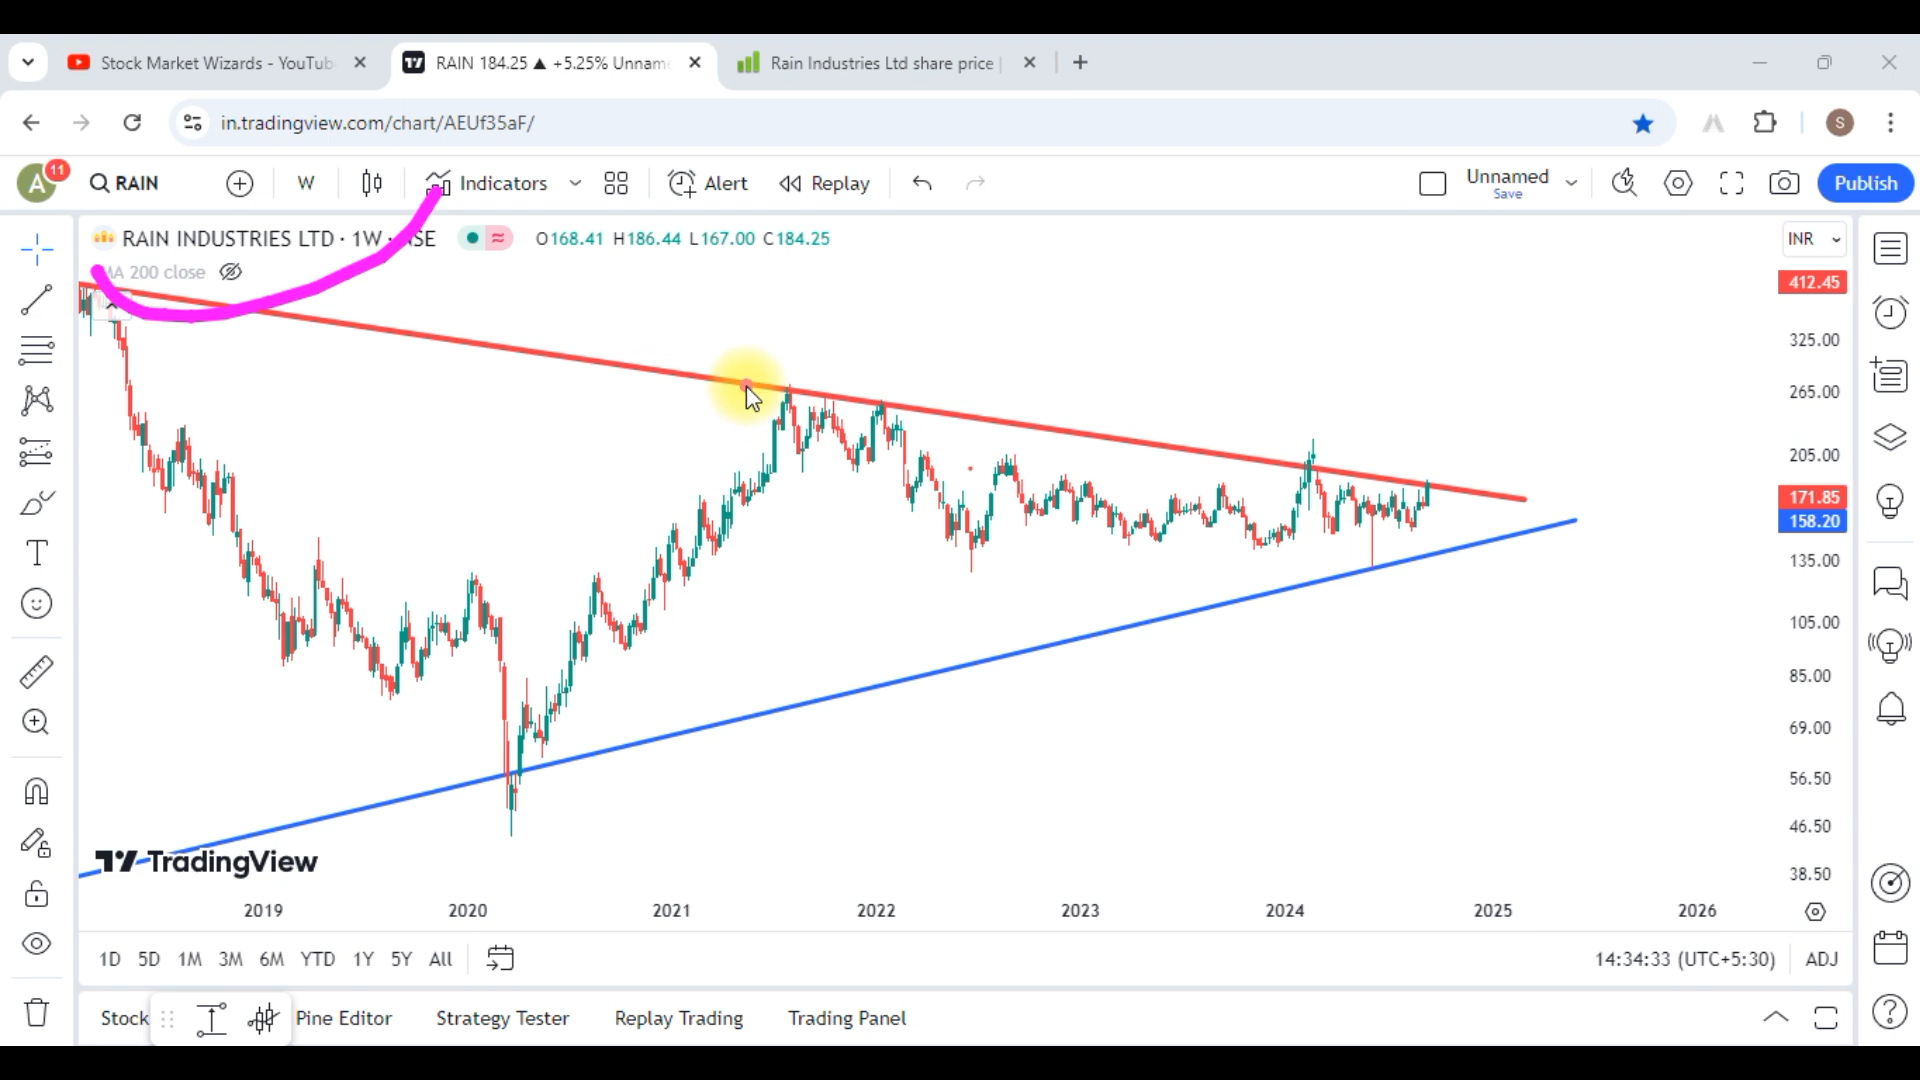 Stock Market Wizards - YouTub
RAIN 184.25 ▲ +5.25% Unnam
Rain Industries Ltd share price |
in.tradingview.com/chart/AEUf35aF/
S
A
11
RAIN
W
Indicators
Alert
Replay
Unnamed
Save
Publish
RAIN INDUSTRIES LTD · 1W · NSE
O168.41 H186.44 L167.00 C184.25
INR
MA 200 close
412.45
325.00
265.00
205.00
171.85
158.20
135.00
105.00
85.00
69.00
56.50
46.50
38.50
TradingView
2019
2020
2021
2022
2023
2024
2025
2026
1D 5D 1M 3M 6M YTD 1Y 5Y All
14:34:33 (UTC+5:30)
ADJ
Stock
Pine Editor
Strategy Tester
Replay Trading
Trading Panel